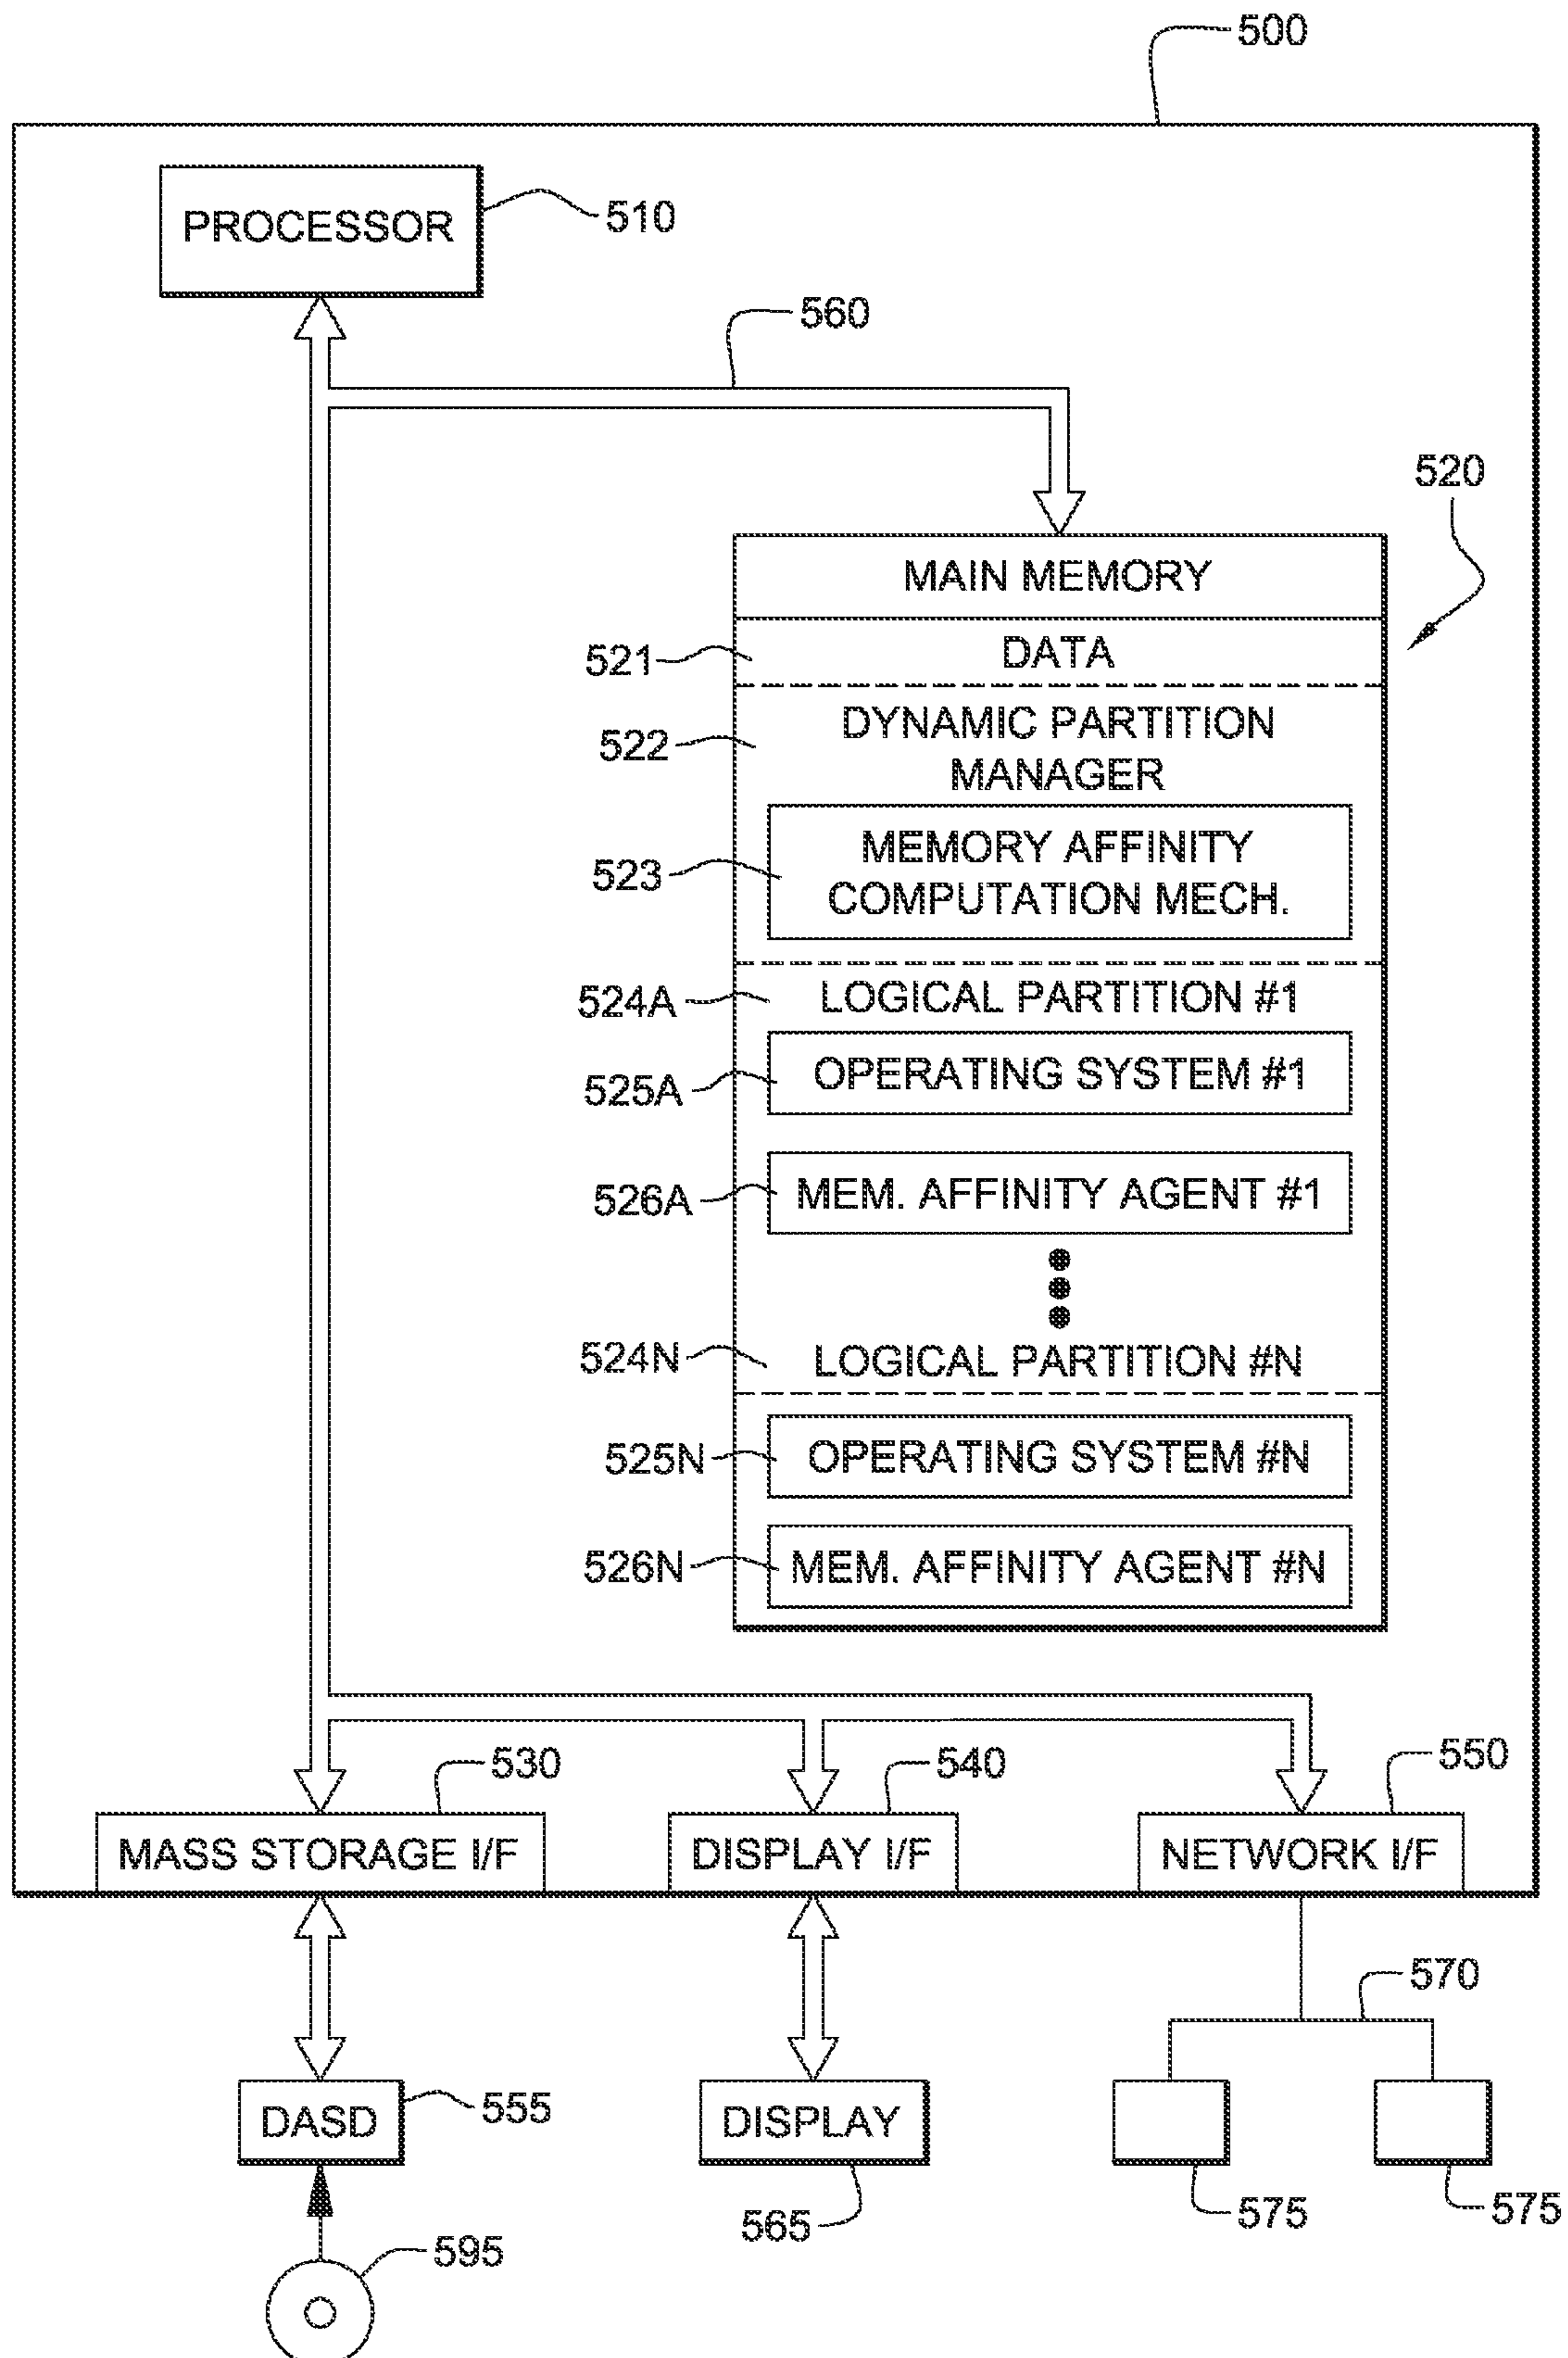 500
PROCESSOR
510
560
520
MAIN MEMORY
521
DATA
522
DYNAMIC PARTITION
MANAGER
523
MEMORY AFFINITY
COMPUTATION MECH.
524A
LOGICAL PARTITION #1
525A
OPERATING SYSTEM #1
526A
MEM. AFFINITY AGENT #1
524N
LOGICAL PARTITION #N
525N
OPERATING SYSTEM #N
526N
MEM. AFFINITY AGENT #N
530
540
550
MASS STORAGE I/F
DISPLAY I/F
NETWORK I/F
570
DASD
555
DISPLAY
565
575
575
595